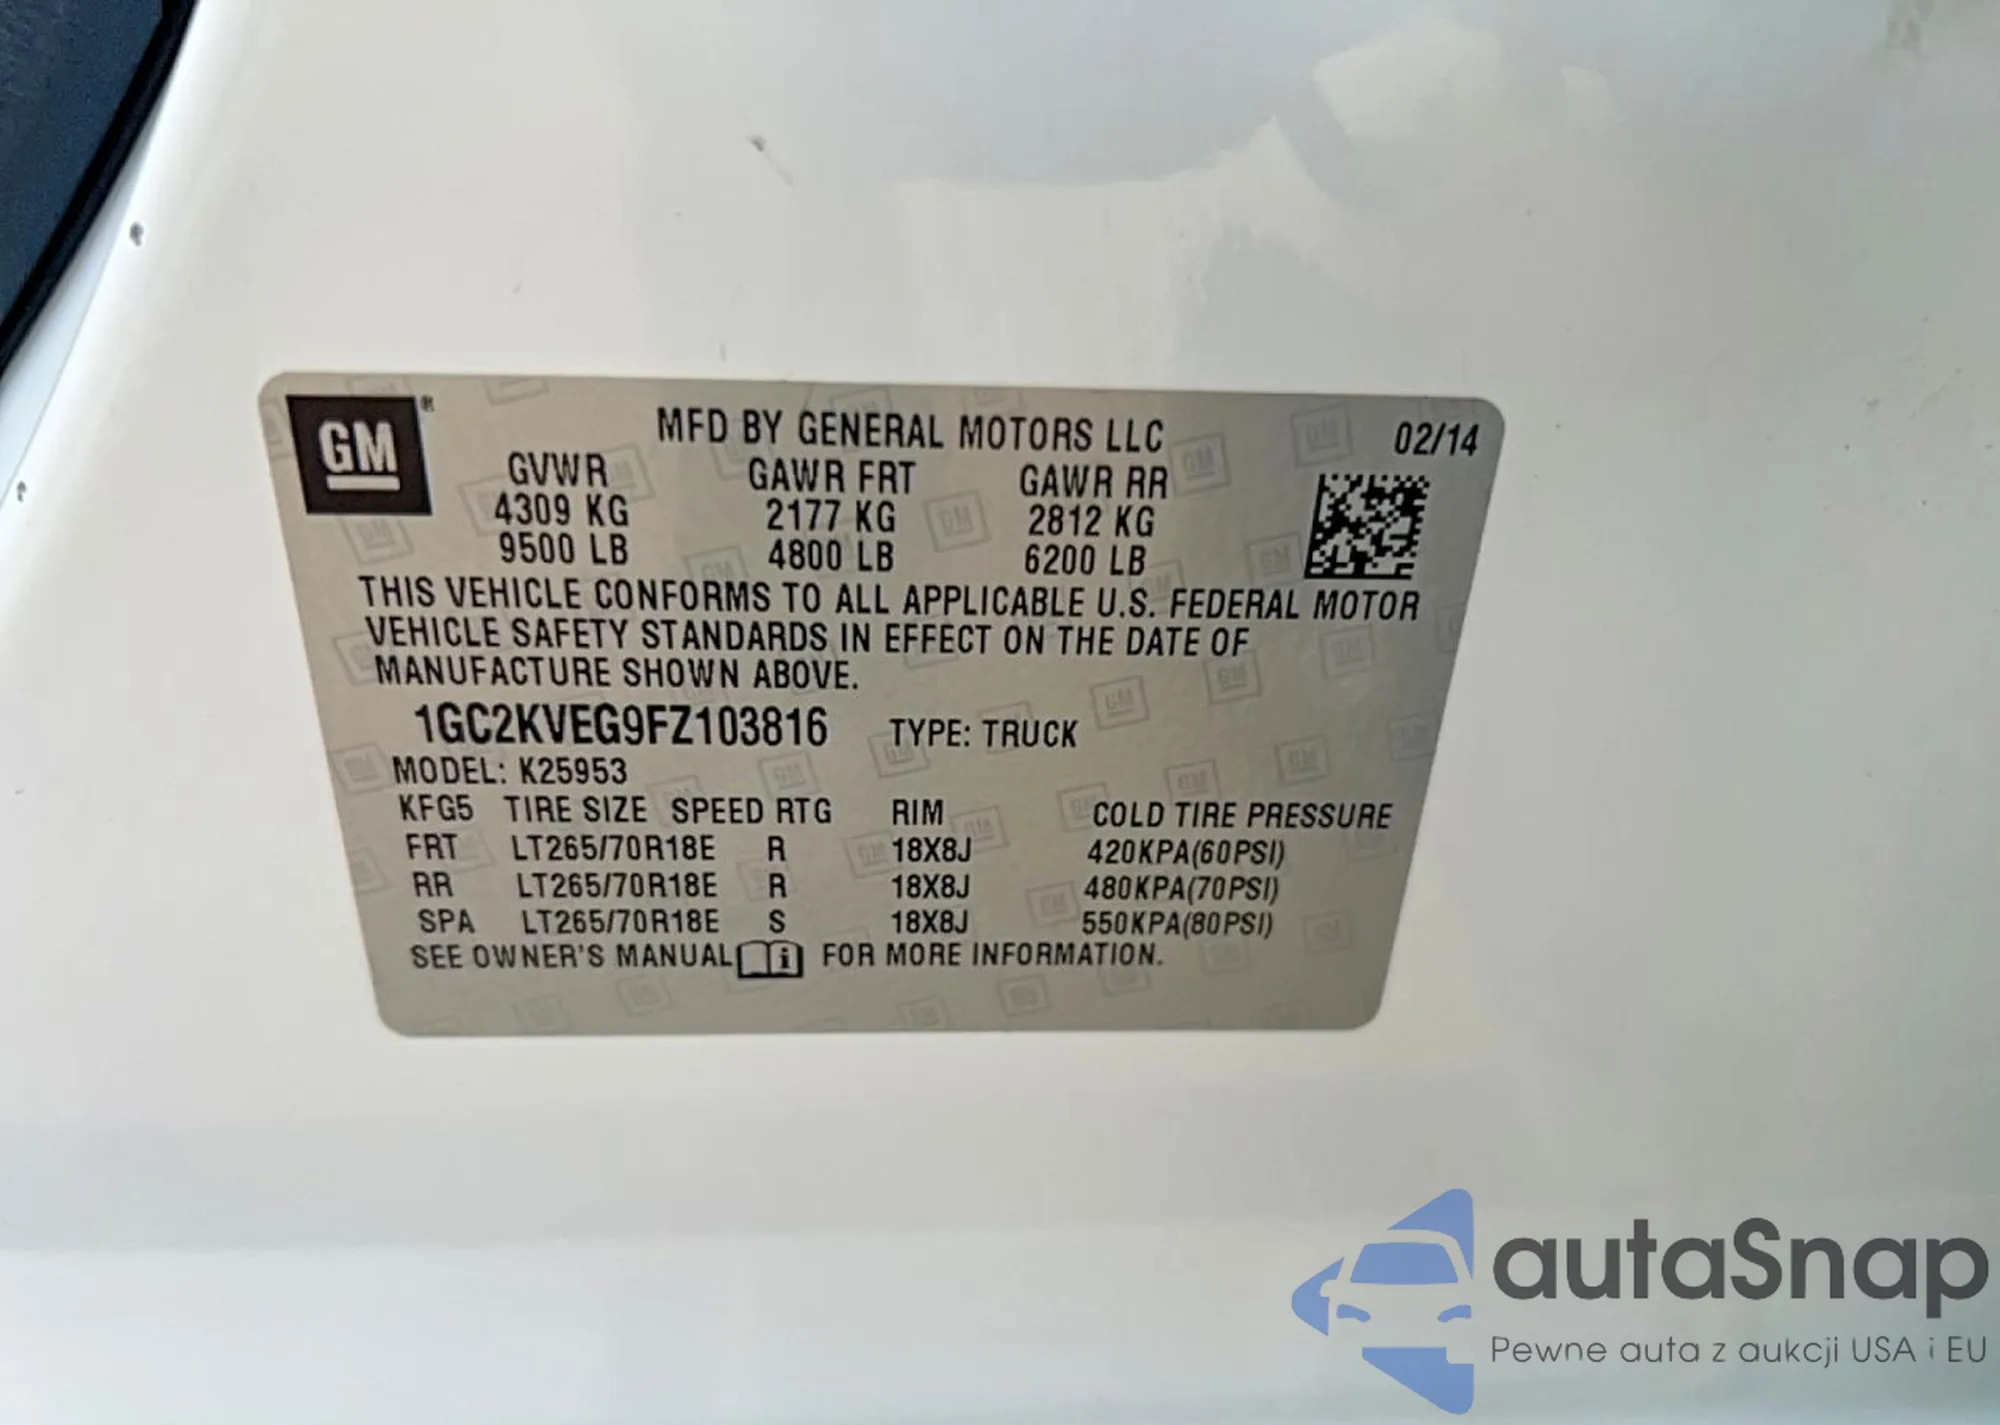 GM®
MFD BY GENERAL MOTORS LLC 02/14
GVWR GAWR FRT GAWR RR
4309 KG 2177 KG 2812 KG
9500 LB 4800 LB 6200 LB
THIS VEHICLE CONFORMS TO ALL APPLICABLE U.S. FEDERAL MOTOR
VEHICLE SAFETY STANDARDS IN EFFECT ON THE DATE OF
MANUFACTURE SHOWN ABOVE.
1GC2KVEG9FZ103816 TYPE: TRUCK
MODEL: K25953
KFG5 TIRE SIZE SPEED RTG RIM COLD TIRE PRESSURE
FRT LT265/70R18E R 18X8J 420KPA(60PSI)
RR LT265/70R18E R 18X8J 480KPA(70PSI)
SPA LT265/70R18E S 18X8J 550KPA(80PSI)
SEE OWNER'S MANUAL i FOR MORE INFORMATION.
autaSnap
Pewne auta z aukcji USA i EU